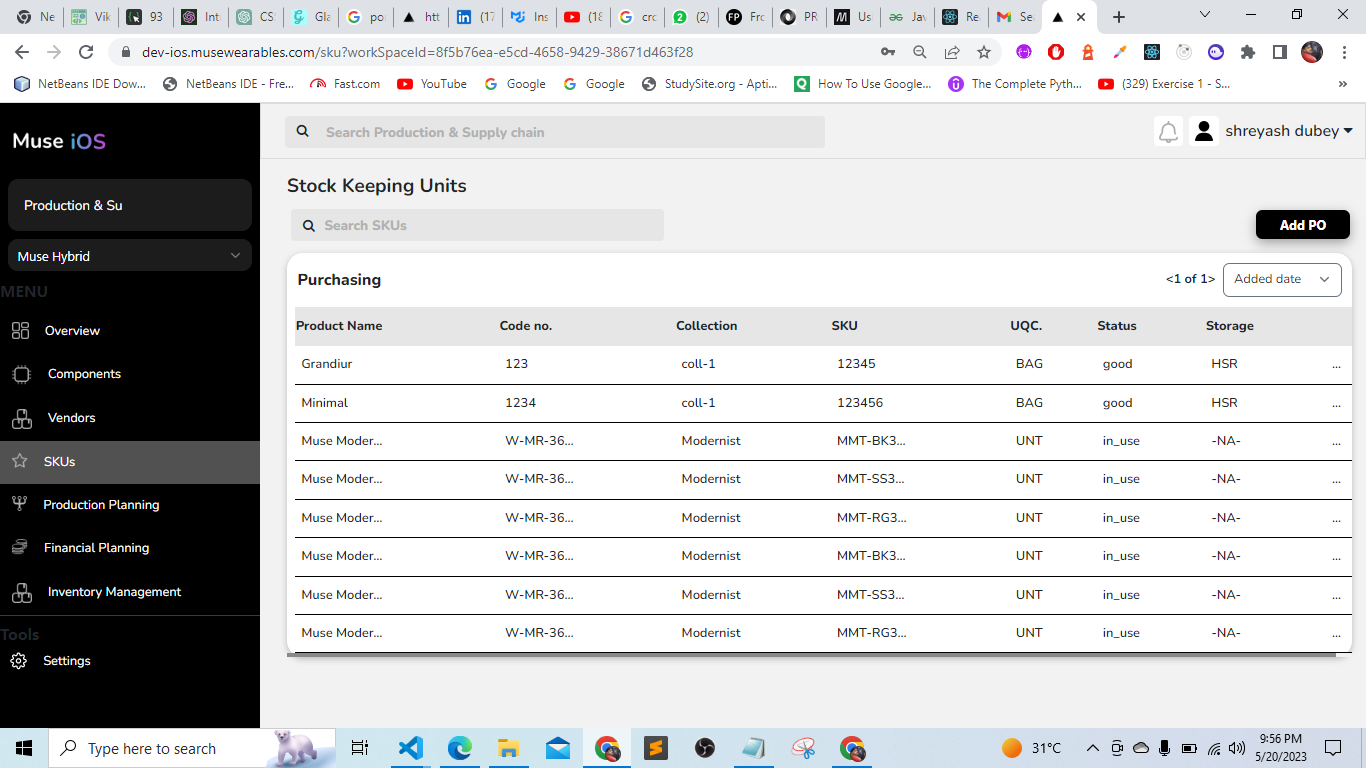 Ne Vik 93 Int CS Gla po htt (17 Ins (18 crc (2) Frc PR Us Jav Re Se
dev-ios.musewearables.com/sku?workSpaceId=8f5b76ea-e5cd-4658-9429-38671d463f28
NetBeans IDE Dow... NetBeans IDE - Fre... Fast.com YouTube Google Google StudySite.org - Apti... How To Use Google... The Complete Pyth... (329) Exercise 1 - S... »
Muse iOS
Search Production & Supply chain
shreyash dubey
Production & Su
Muse Hybrid
MENU
Overview
Components
Vendors
SKUs
Production Planning
Financial Planning
Inventory Management
Tools
Settings
Stock Keeping Units
Search SKUs
Add PO
Purchasing
<1 of 1> Added date
Product Name Code no. Collection SKU UQC. Status Storage
Grandiur 123 coll-1 12345 BAG good HSR ...
Minimal 1234 coll-1 123456 BAG good HSR ...
Muse Moder... W-MR-36... Modernist MMT-BK3... UNT in_use -NA- ...
Muse Moder... W-MR-36... Modernist MMT-SS3... UNT in_use -NA- ...
Muse Moder... W-MR-36... Modernist MMT-RG3... UNT in_use -NA- ...
Muse Moder... W-MR-36... Modernist MMT-BK3... UNT in_use -NA- ...
Muse Moder... W-MR-36... Modernist MMT-SS3... UNT in_use -NA- ...
Muse Moder... W-MR-36... Modernist MMT-RG3... UNT in_use -NA- ...
Type here to search
31°C
9:56 PM
5/20/2023